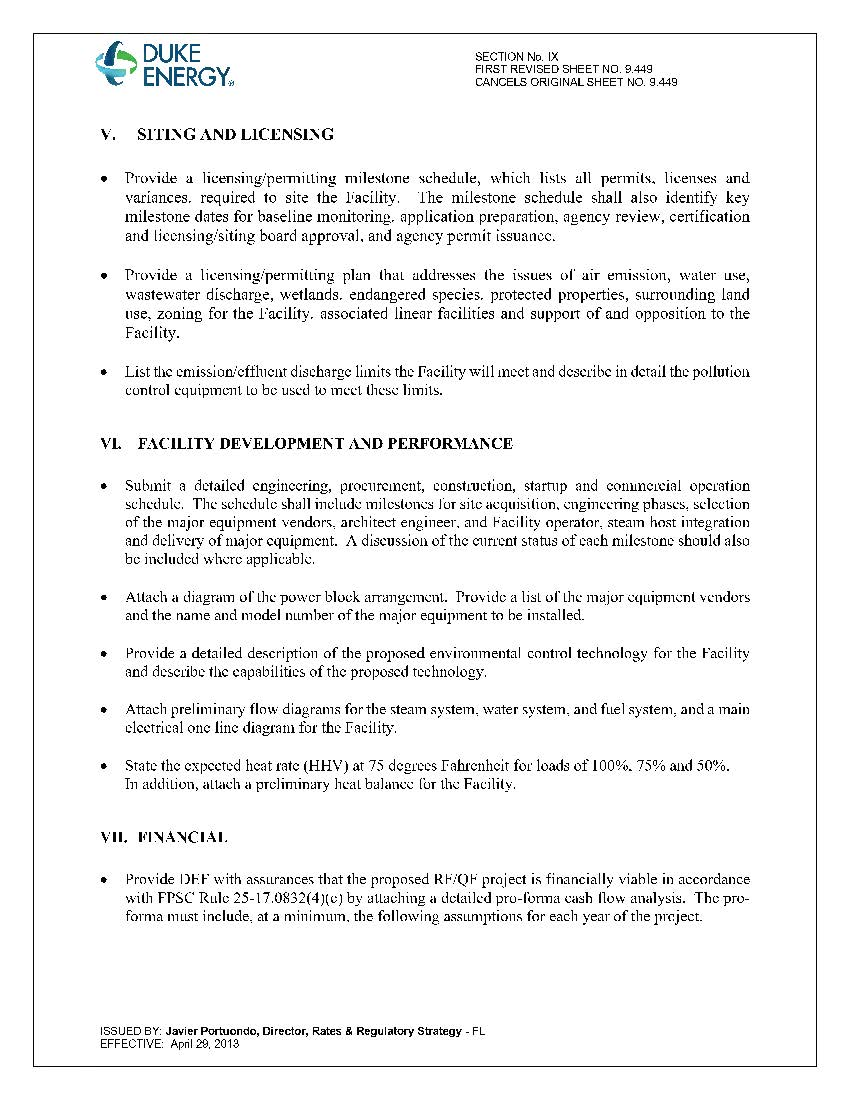 DUKE
ENERGY®
SECTION No. IX
FIRST REVISED SHEET NO. 9.449
CANCELS ORIGINAL SHEET NO. 9.449
V. SITING AND LICENSING
• Provide a licensing/permitting milestone schedule, which lists all permits, licenses and
variances, required to site the Facility. The milestone schedule shall also identify key
milestone dates for baseline monitoring, application preparation, agency review, certification
and licensing/siting board approval, and agency permit issuance.
• Provide a licensing/permitting plan that addresses the issues of air emission, water use,
wastewater discharge, wetlands, endangered species, protected properties, surrounding land
use, zoning for the Facility, associated linear facilities and support of and opposition to the
Facility.
• List the emission/effluent discharge limits the Facility will meet and describe in detail the pollution
control equipment to be used to meet these limits.
VI. FACILITY DEVELOPMENT AND PERFORMANCE
• Submit a detailed engineering, procurement, construction, startup and commercial operation
schedule. The schedule shall include milestones for site acquisition, engineering phases, selection
of the major equipment vendors, architect engineer, and Facility operator, steam host integration
and delivery of major equipment. A discussion of the current status of each milestone should also
be included where applicable.
• Attach a diagram of the power block arrangement. Provide a list of the major equipment vendors
and the name and model number of the major equipment to be installed.
• Provide a detailed description of the proposed environmental control technology for the Facility
and describe the capabilities of the proposed technology.
• Attach preliminary flow diagrams for the steam system, water system, and fuel system, and a main
electrical one line diagram for the Facility.
• State the expected heat rate (HHV) at 75 degrees Fahrenheit for loads of 100%, 75% and 50%.
In addition, attach a preliminary heat balance for the Facility.
VII. FINANCIAL
• Provide DEF with assurances that the proposed RF/QF project is financially viable in accordance
with FPSC Rule 25-17.0832(4)(c) by attaching a detailed pro-forma cash flow analysis. The pro-
forma must include, at a minimum, the following assumptions for each year of the project.
ISSUED BY: Javier Portuondo, Director, Rates & Regulatory Strategy - FL
EFFECTIVE: April 29, 2013